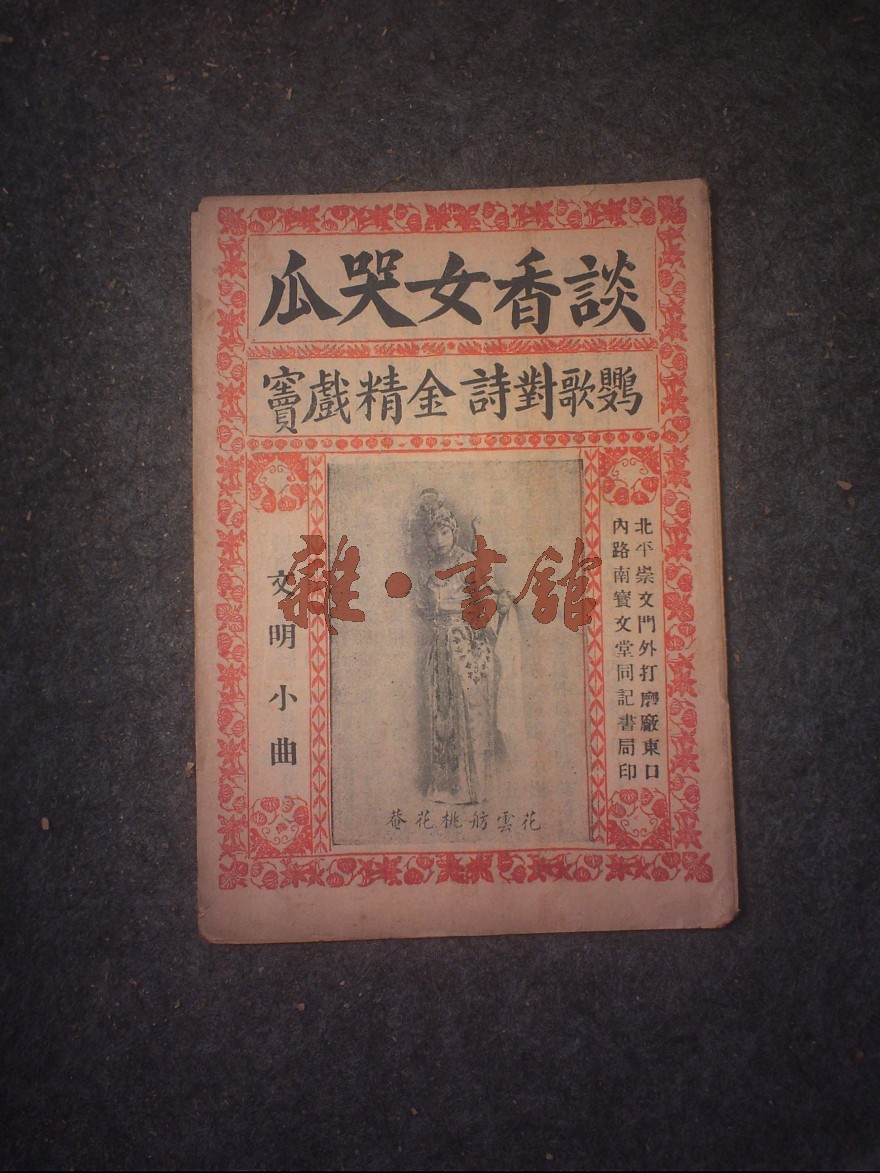 談香女哭瓜
鸚歌對詩金精戲竇
北平崇文門外打磨廠東口
內路南寶文堂同記書局印
文明小曲
花雲舫桃花菴
雜·書館